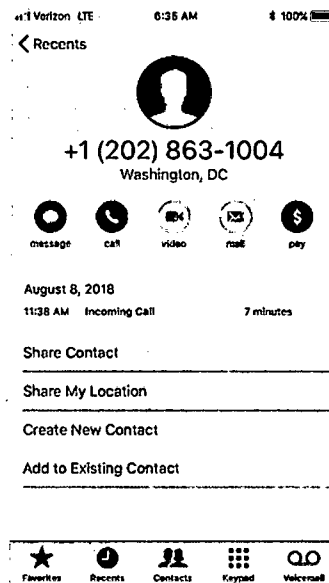 Verizon LTE 6:35 AM 100%
Recents
+1 (202) 863-1004
Washington, DC
message call video mail pay
August 8, 2018
11:38 AM Incoming Call 7 minutes
Share Contact
Share My Location
Create New Contact
Add to Existing Contact
Favorites Recents Contacts Keypad Voicemail